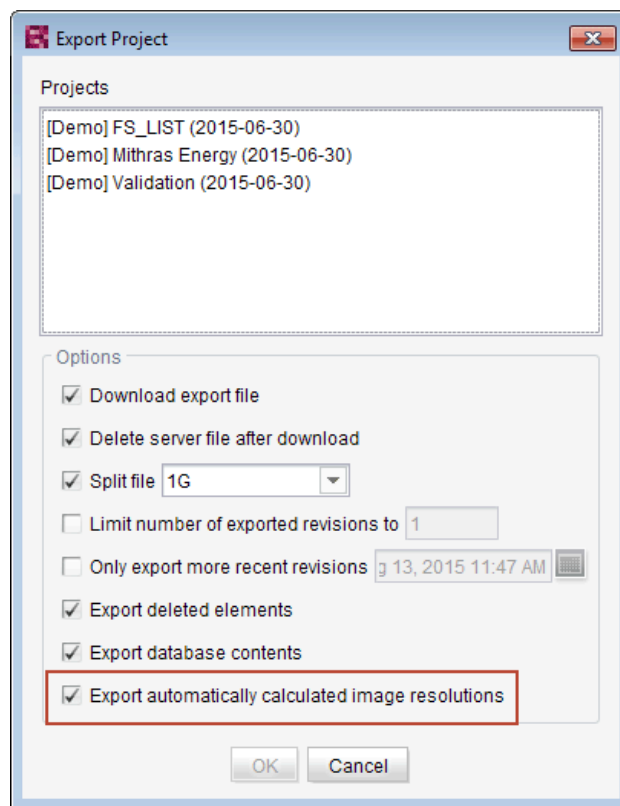 Export Project
Projects
[Demo] FS_LIST (2015-06-30)
[Demo] Mithras Energy (2015-06-30)
[Demo] Validation (2015-06-30)
Options
Download export file
Delete server file after download
Split file 1G
Limit number of exported revisions to 1
Only export more recent revisions g 13, 2015 11:47 AM
Export deleted elements
Export database contents
Export automatically calculated image resolutions
OK Cancel